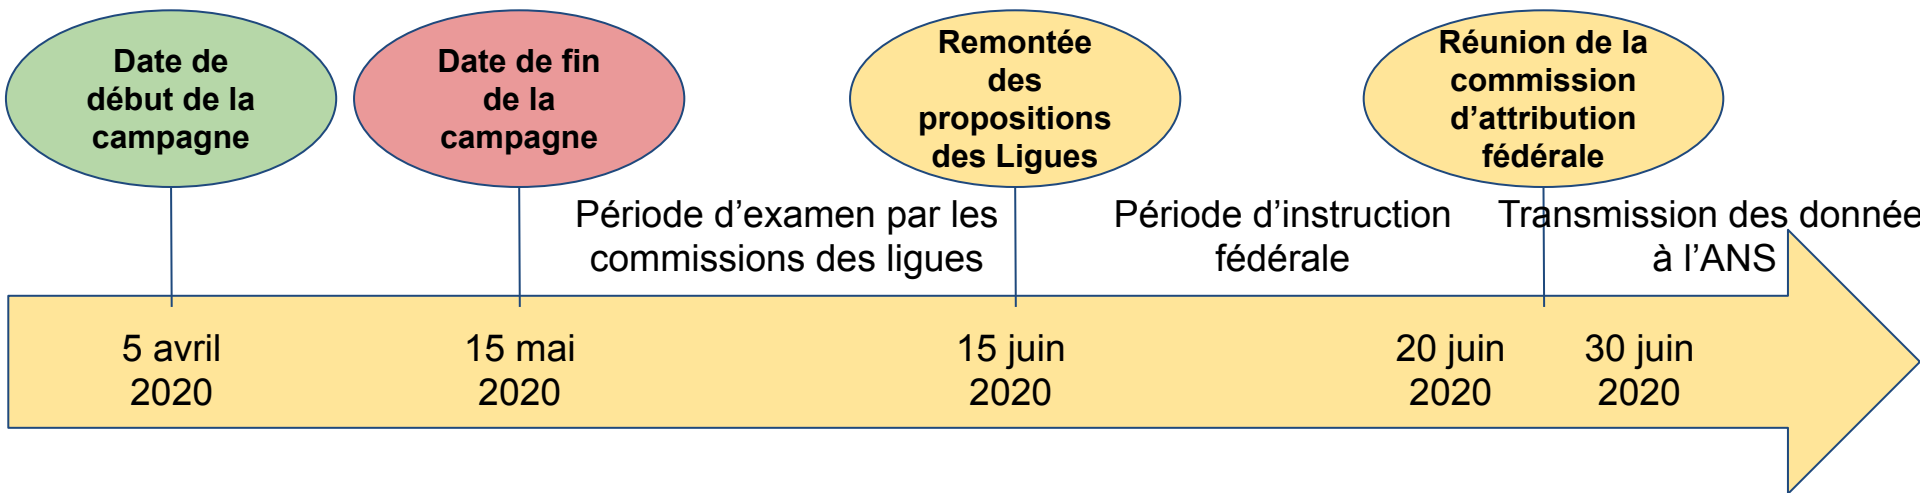 Date de
début de la
campagne
Date de fin
de la
campagne
Remontée
des
propositions
des Ligues
Réunion de la
commission
d’attribution
fédérale
Période d’examen par les
commissions des ligues
Période d’instruction
fédérale
Transmission des donnée
à l’ANS
5 avril
2020
15 mai
2020
15 juin
2020
20 juin
2020
30 juin
2020